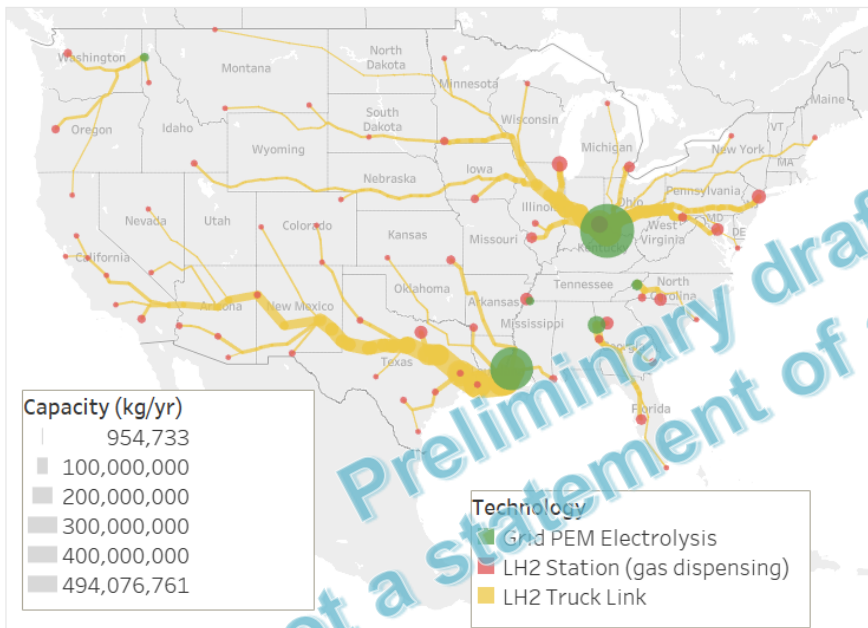 Washington
Montana
North
Dakota
Minnesota
Maine
Oregon
Idaho
South
Dakota
Wisconsin
Michigan
VT
New York
MA
Wyoming
Iowa
Nebraska
Illinois
Ohio
Pennsylvania
Nevada
Utah
Colorado
Kansas
Missouri
West
Virginia
MD
DE
Kentucky
California
Arizona
New Mexico
Oklahoma
Arkansas
Tennessee
North
Carolina
Mississippi
Texas
Florida
Capacity (kg/yr)
954,733
100,000,000
200,000,000
300,000,000
400,000,000
494,076,761
Technology
Grid PEM Electrolysis
LH2 Station (gas dispensing)
LH2 Truck Link
Preliminary draf
t a statement of